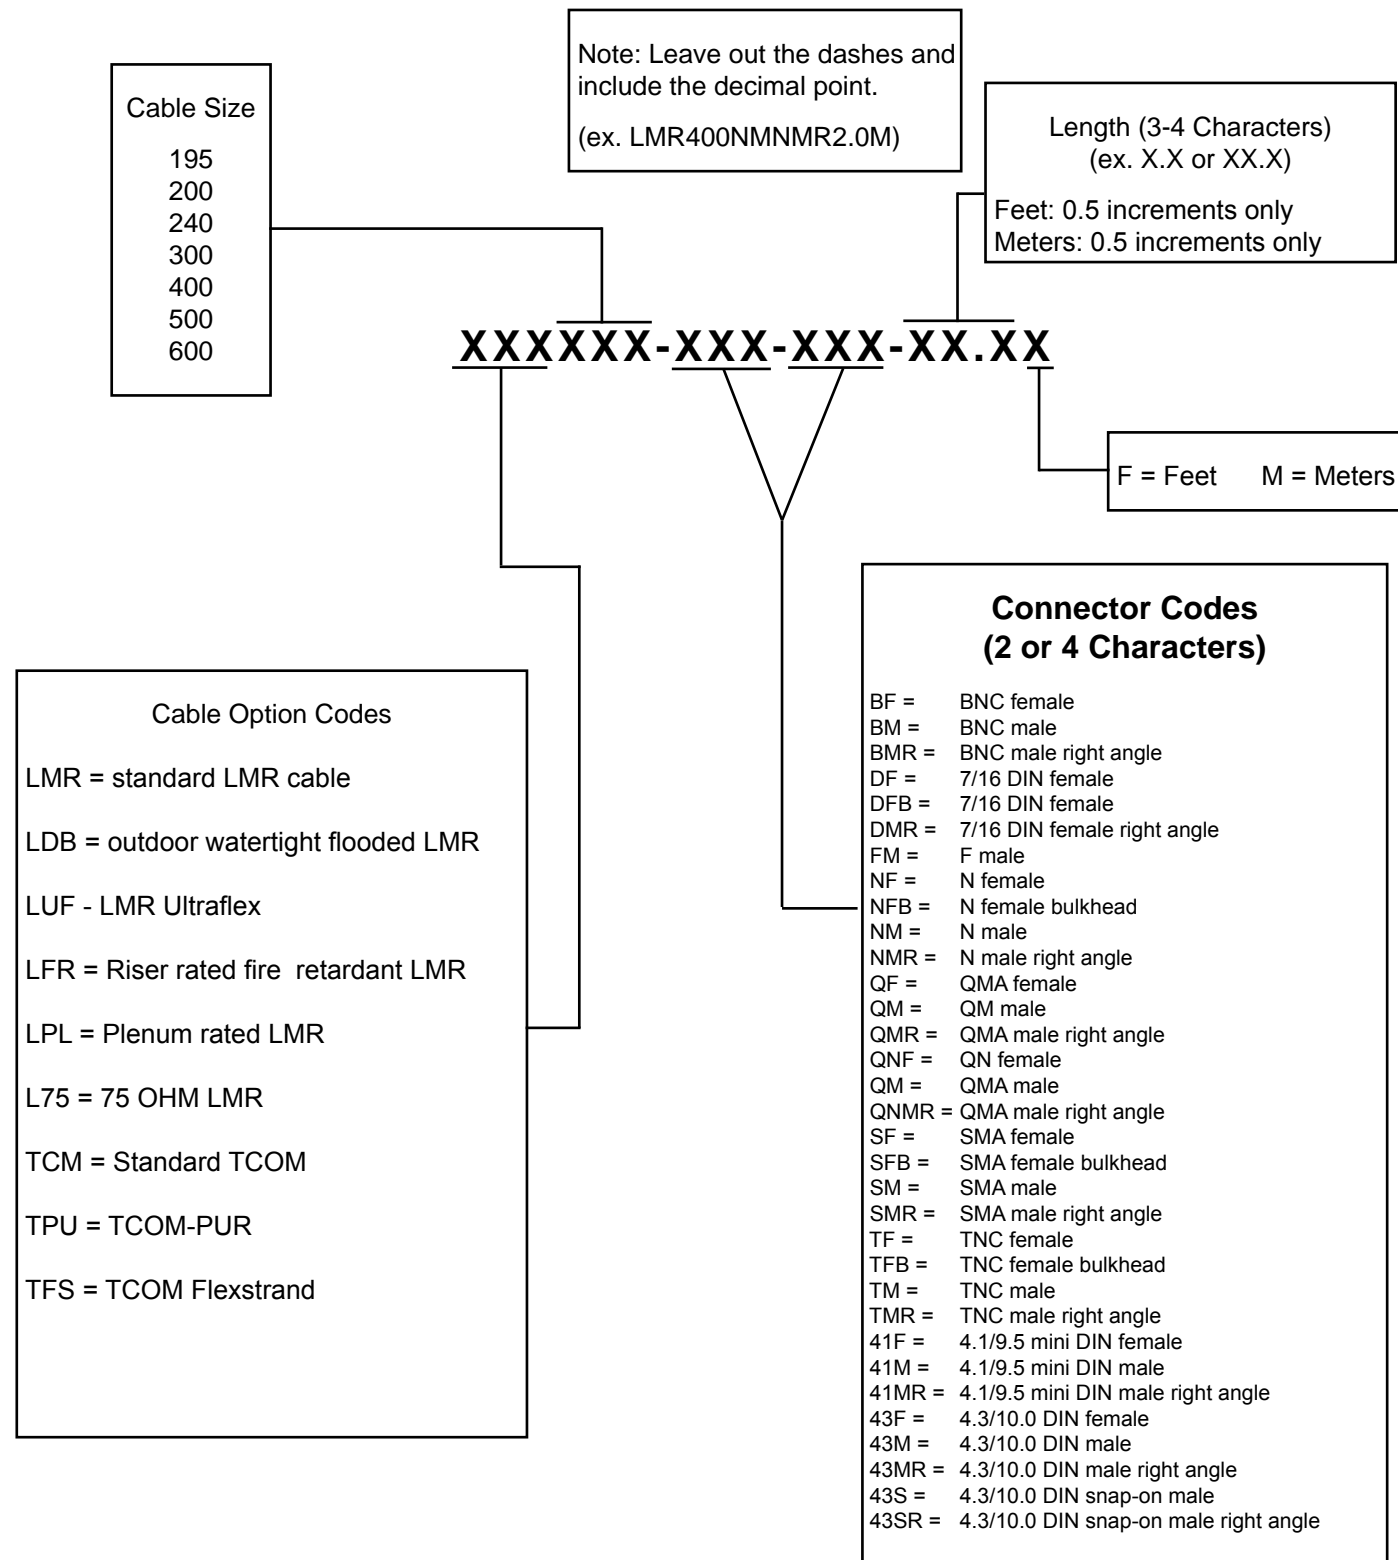 Note: Leave out the dashes and
include the decimal point.
(ex. LMR400NMNMR2.0M)
Cable Size
195
200
240
300
400
500
600
Length (3-4 Characters)
(ex. X.X or XX.X)
Feet: 0.5 increments only
Meters: 0.5 increments only
XXXXXX-XXX-XXX-XX.XX
F = Feet M = Meters
Cable Option Codes
LMR = standard LMR cable
LDB = outdoor watertight flooded LMR
LUF - LMR Ultraflex
LFR = Riser rated fire retardant LMR
LPL = Plenum rated LMR
L75 = 75 OHM LMR
TCM = Standard TCOM
TPU = TCOM-PUR
TFS = TCOM Flexstrand
Connector Codes
(2 or 4 Characters)
BF = BNC female
BM = BNC male
BMR = BNC male right angle
DF = 7/16 DIN female
DFB = 7/16 DIN female
DMR = 7/16 DIN female right angle
FM = F male
NF = N female
NFB = N female bulkhead
NM = N male
NMR = N male right angle
QF = QMA female
QM = QM male
QMR = QMA male right angle
QNF = QN female
QM = QMA male
QNMR = QMA male right angle
SF = SMA female
SFB = SMA female bulkhead
SM = SMA male
SMR = SMA male right angle
TF = TNC female
TFB = TNC female bulkhead
TM = TNC male
TMR = TNC male right angle
41F = 4.1/9.5 mini DIN female
41M = 4.1/9.5 mini DIN male
41MR = 4.1/9.5 mini DIN male right angle
43F = 4.3/10.0 DIN female
43M = 4.3/10.0 DIN male
43MR = 4.3/10.0 DIN male right angle
43S = 4.3/10.0 DIN snap-on male
43SR = 4.3/10.0 DIN snap-on male right angle